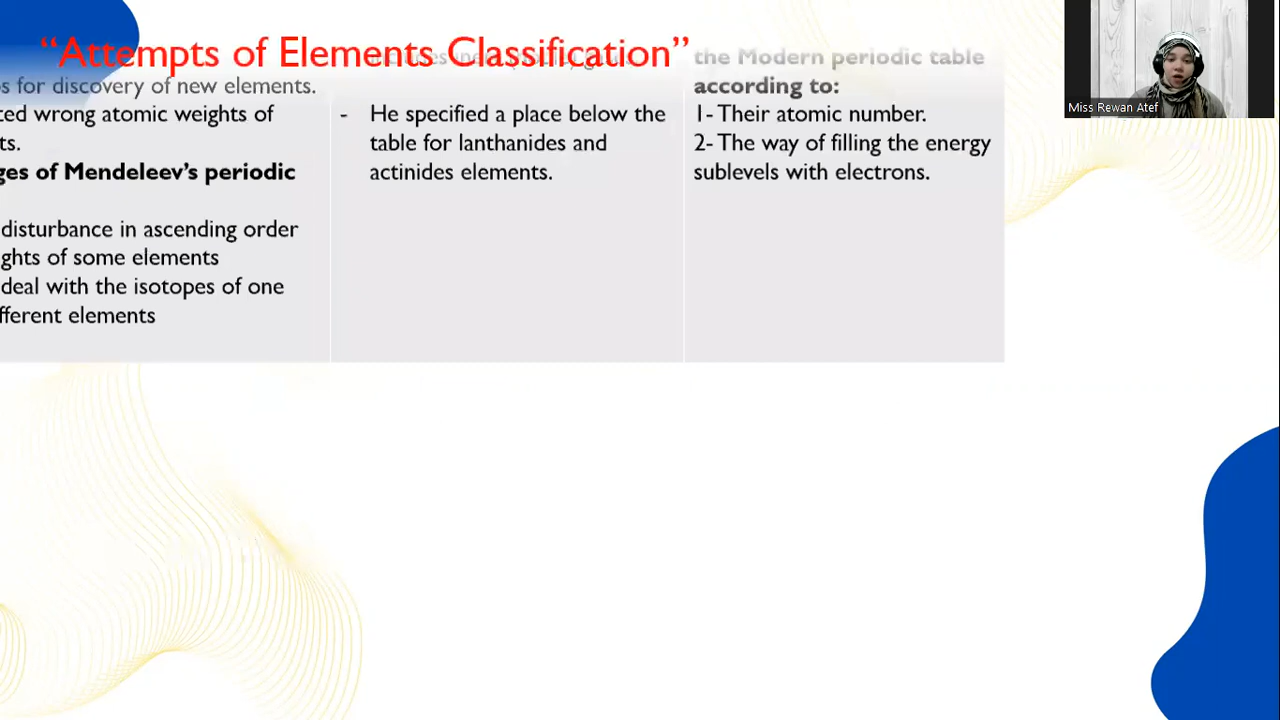 “Attempts of Elements Classification”
s for discovery of new elements.
ted wrong atomic weights of
ts.
ges of Mendeleev’s periodic
disturbance in ascending order
ghts of some elements
deal with the isotopes of one
fferent elements
- He specified a place below the
table for lanthanides and
actinides elements.
the Modern periodic table
according to:
1- Their atomic number.
2- The way of filling the energy
sublevels with electrons.
Miss Rewan Atef